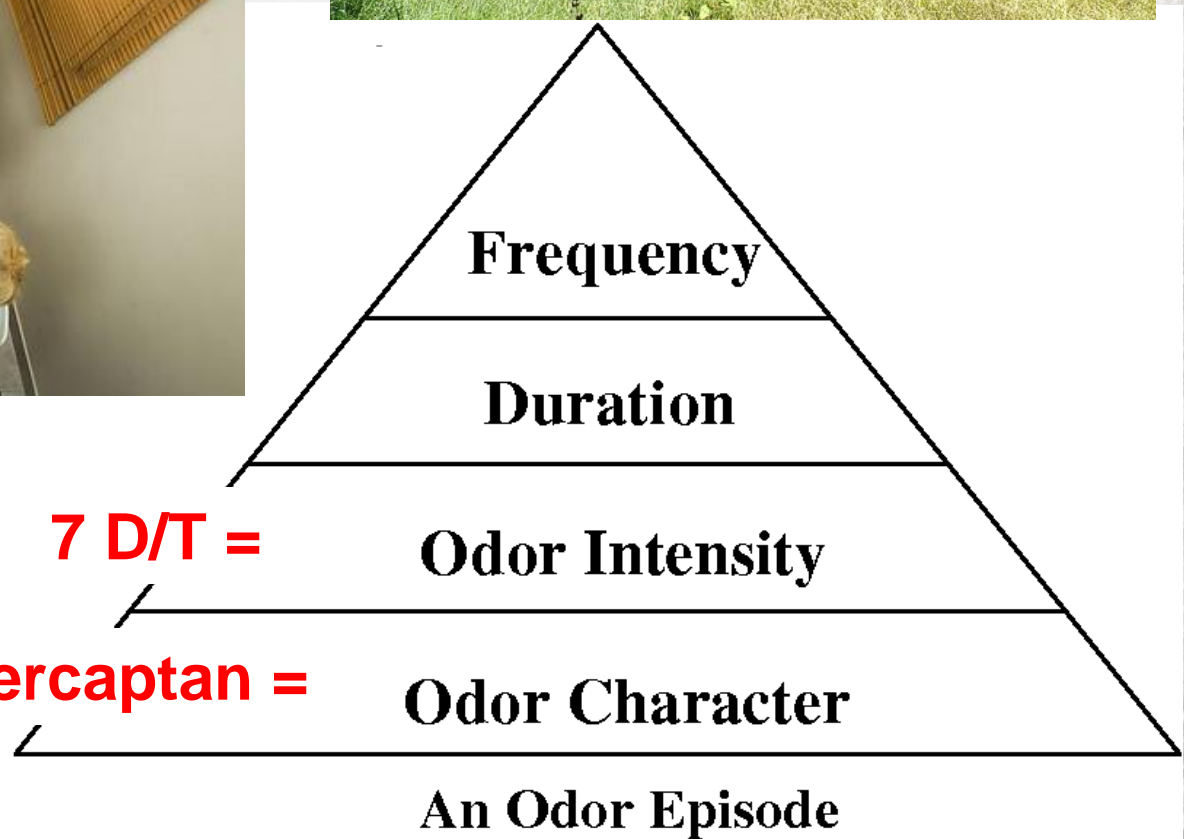 Frequency
Duration
7 D/T = Odor Intensity
ercaptan = Odor Character
An Odor Episode